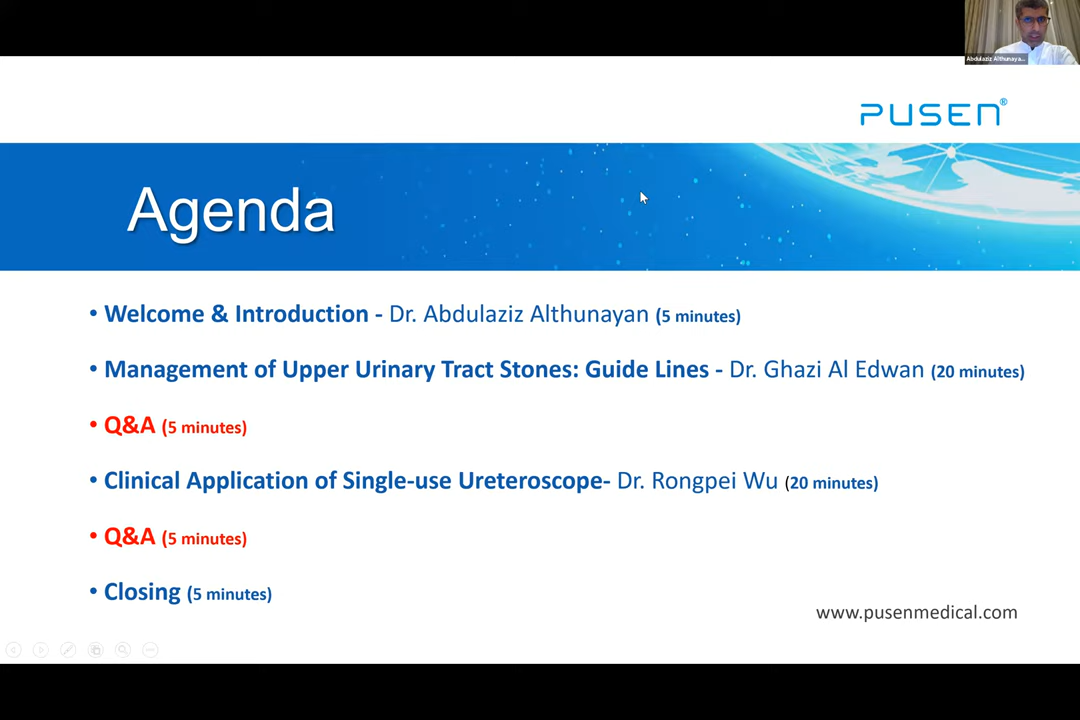 Abdulaziz Althunaya...
PUSEN®
Agenda
• Welcome & Introduction - Dr. Abdulaziz Althunayan (5 minutes)
• Management of Upper Urinary Tract Stones: Guide Lines - Dr. Ghazi Al Edwan (20 minutes)
• Q&A (5 minutes)
• Clinical Application of Single-use Ureteroscope- Dr. Rongpei Wu (20 minutes)
• Q&A (5 minutes)
• Closing (5 minutes)
www.pusenmedical.com